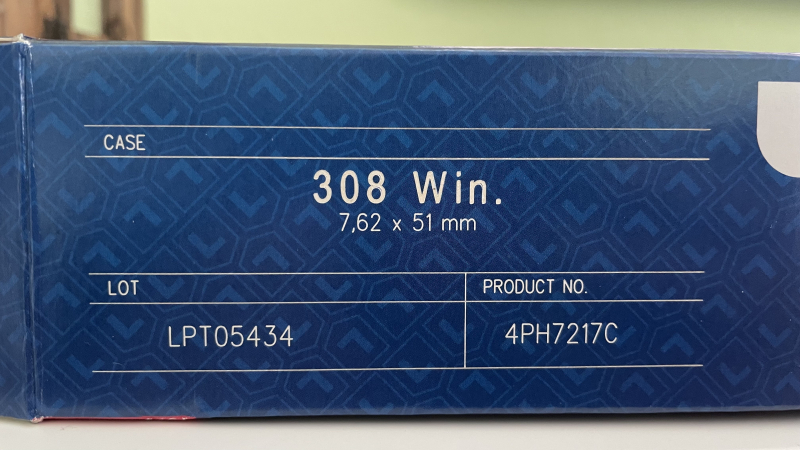 CASE
308 Win.
7,62 x 51 mm
LOT
PRODUCT NO.
LPT05434
4PH7217C